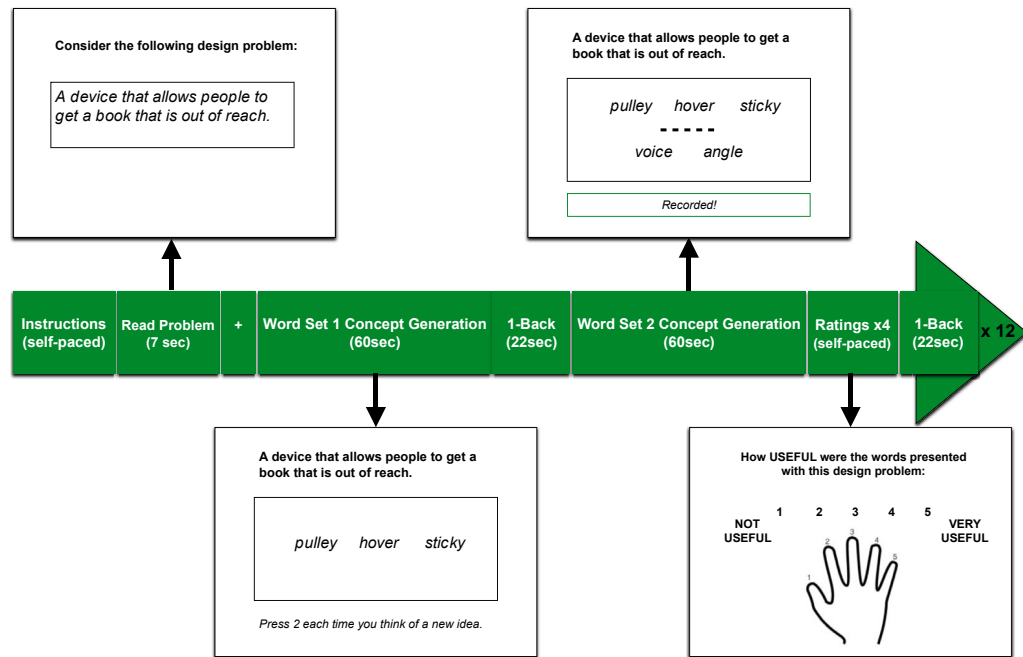 Consider the following design problem:
A device that allows people to
get a book that is out of reach.
A device that allows people to get a
book that is out of reach.
pulley hover sticky
-----
voice angle
Recorded!
Instructions
(self-paced)
Read Problem
(7 sec)
+
Word Set 1 Concept Generation
(60sec)
1-Back
(22sec)
Word Set 2 Concept Generation
(60sec)
Ratings x4
(self-paced)
1-Back
(22sec)
x 12
A device that allows people to get a
book that is out of reach.
pulley hover sticky
Press 2 each time you think of a new idea.
How USEFUL were the words presented
with this design problem:
1 2 3 4 5
NOT
USEFUL
VERY
USEFUL
1
2
3
4
5